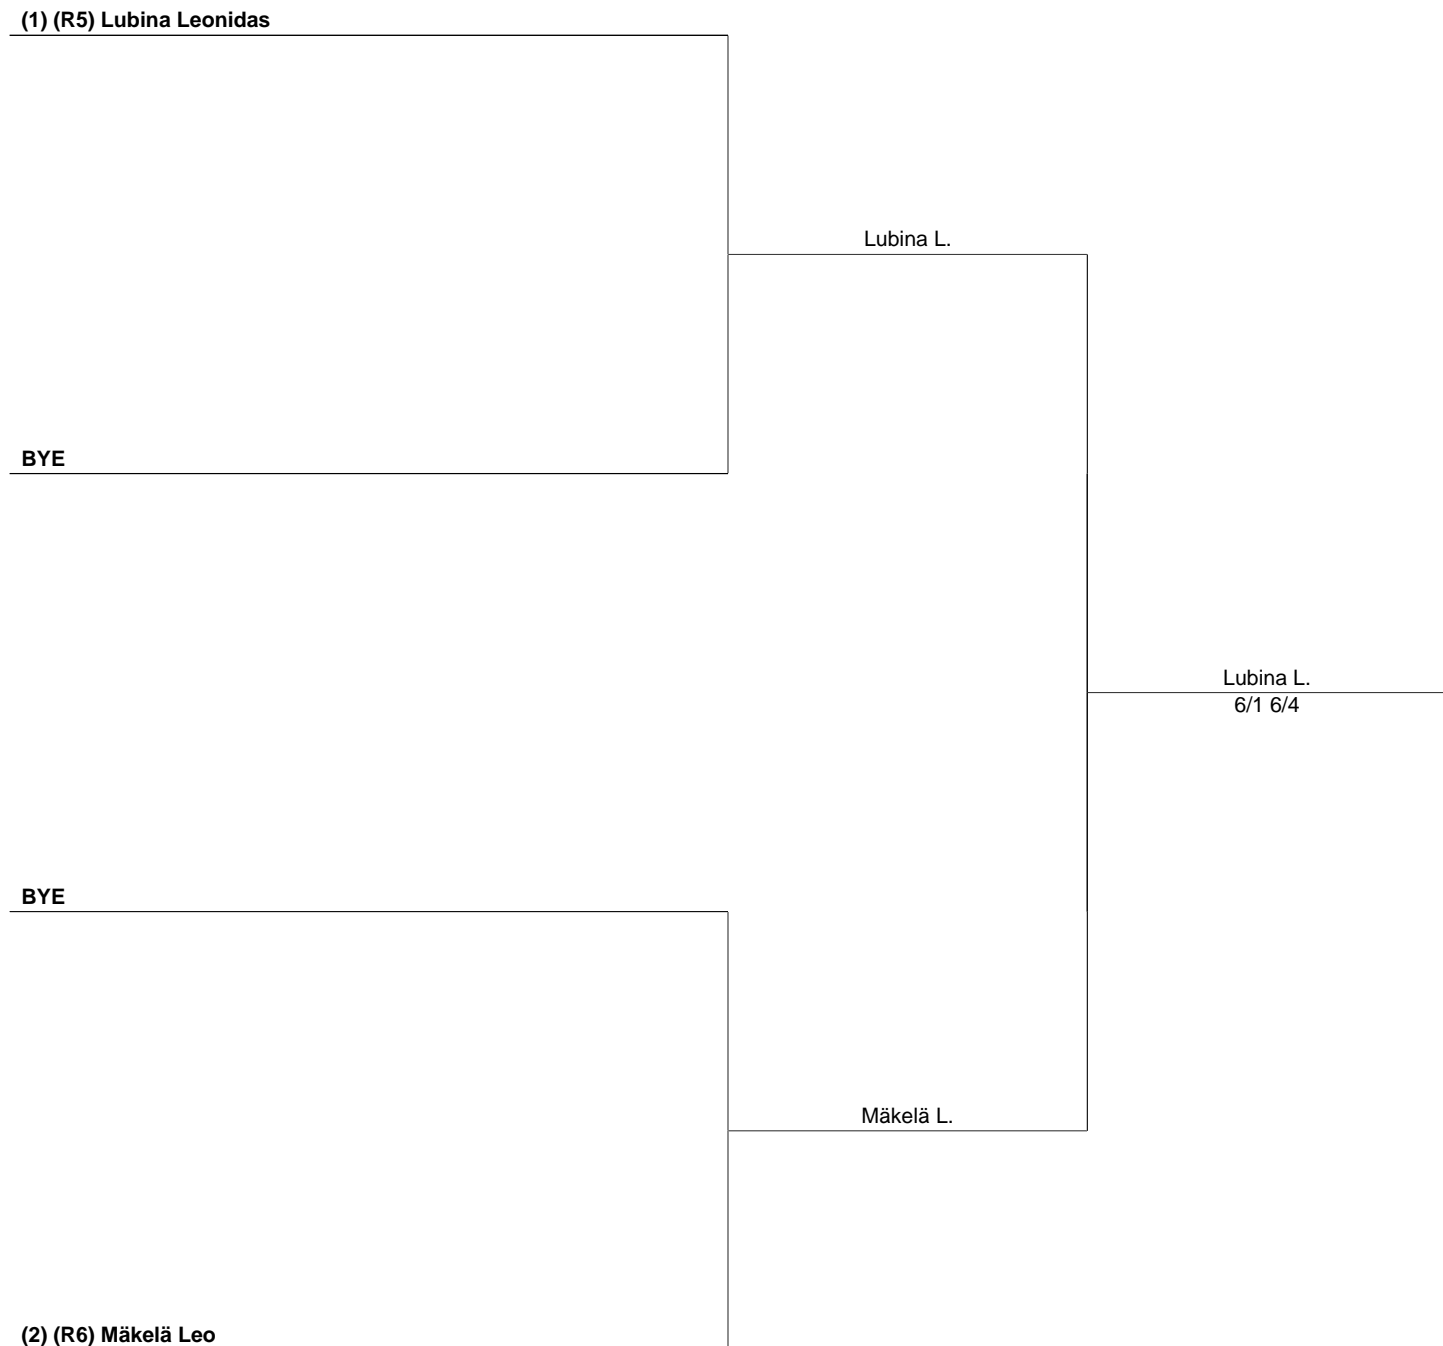 (1) (R5) Lubina Leonidas
Lubina L.
BYE
Lubina L.
6/1 6/4
BYE
Mäkelä L.
(2) (R6) Mäkelä Leo